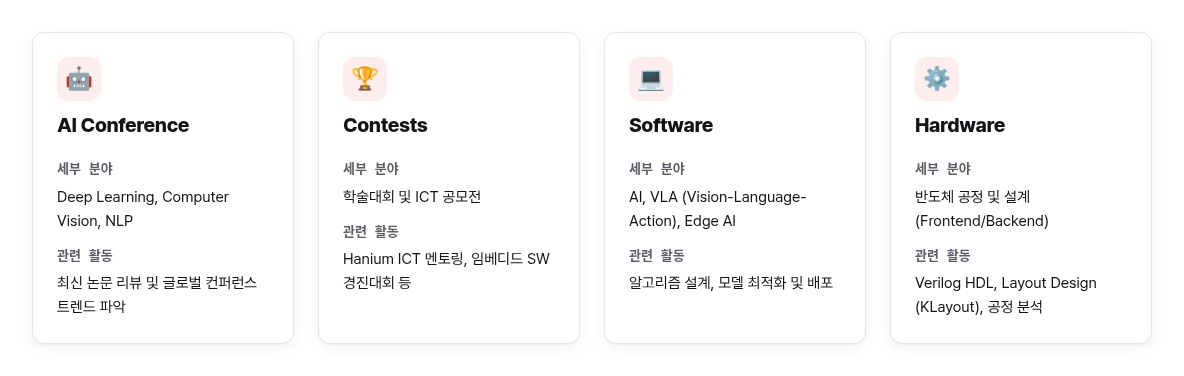 AI Conference
세부 분야
Deep Learning, Computer
Vision, NLP
관련 활동
최신 논문 리뷰 및 글로벌 컨퍼런스
트렌드 파악
Contests
세부 분야
학술대회 및 ICT 공모전
관련 활동
Hanium ICT 멘토링, 임베디드 SW
경진대회 등
Software
세부 분야
AI, VLA (Vision-Language-
Action), Edge AI
관련 활동
알고리즘 설계, 모델 최적화 및 배포
Hardware
세부 분야
반도체 공정 및 설계
(Frontend/Backend)
관련 활동
Verilog HDL, Layout Design
(KLayout), 공정 분석